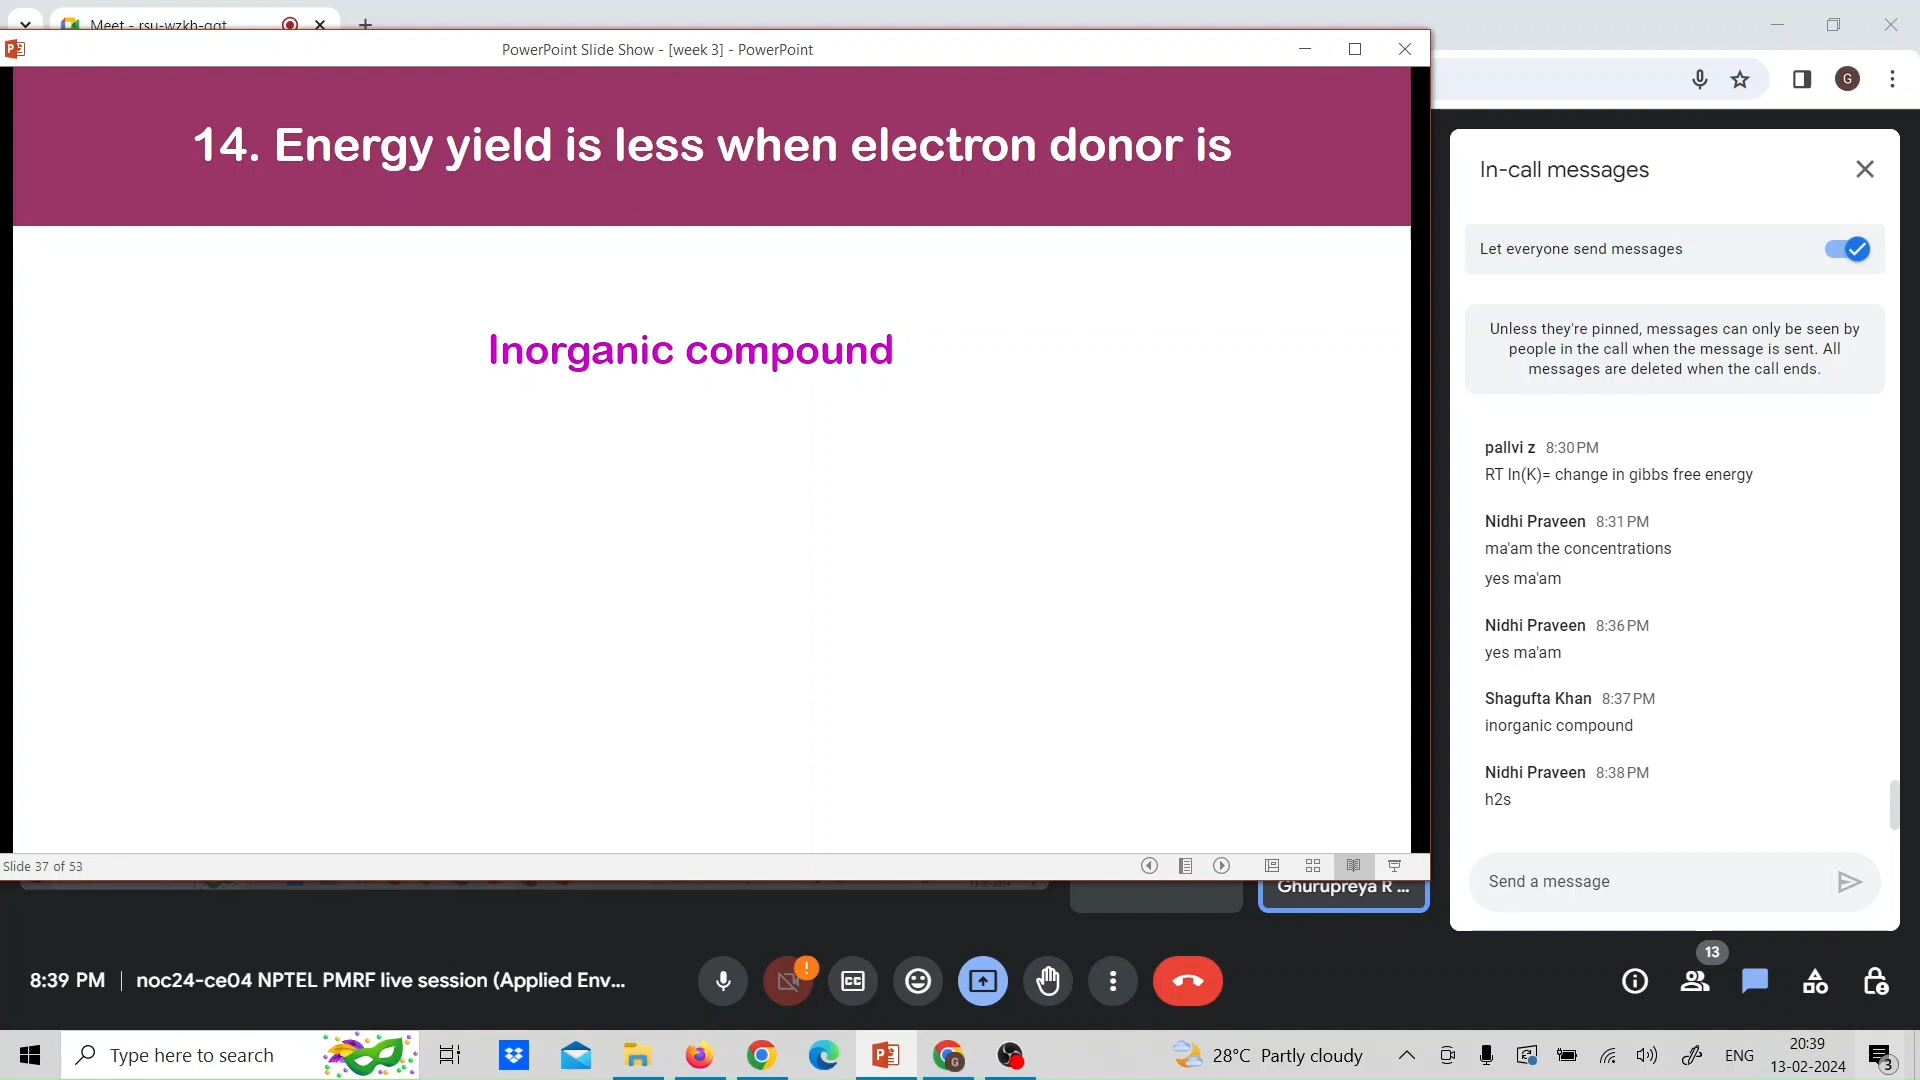 Meet - rsu-wzkh-gqt
PowerPoint Slide Show - [week 3] - PowerPoint
G
14. Energy yield is less when electron donor is
Inorganic compound
Slide 37 of 53
In-call messages
Let everyone send messages
Unless they're pinned, messages can only be seen by
people in the call when the message is sent. All
messages are deleted when the call ends.
pallvi z 8:30 PM
RT ln(K)= change in gibbs free energy
Nidhi Praveen 8:31 PM
ma'am the concentrations
yes ma'am
Nidhi Praveen 8:36 PM
yes ma'am
Shagufta Khan 8:37 PM
inorganic compound
Nidhi Praveen 8:38 PM
h2s
Send a message
Ghurupreya R ...
8:39 PM | noc24-ce04 NPTEL PMRF live session (Applied Env...
13
Type here to search
28°C Partly cloudy
ENG
20:39
13-02-2024
3